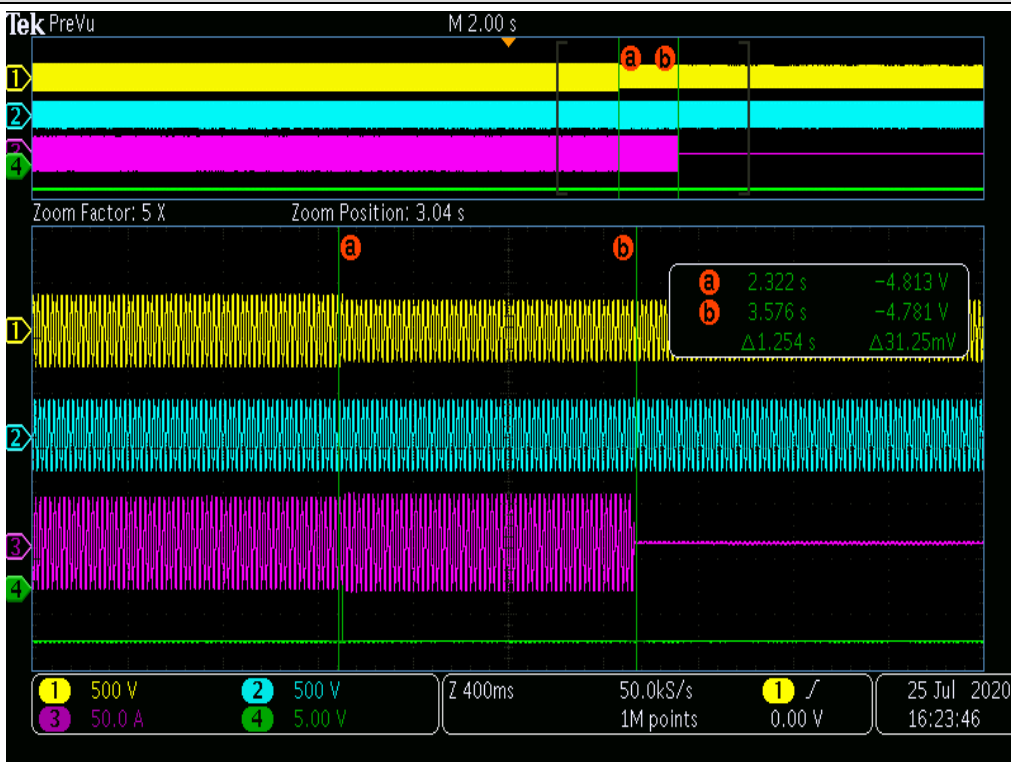 Tek PreVu M 2.00 s
a b
1
2
3
4
Zoom Factor: 5 X Zoom Position: 3.04 s
a b
a 2.322 s −4.813 V
b 3.576 s −4.781 V
△1.254 s △31.25mV
1
2
3
4
1 500 V 2 500 V Z 400ms 50.0kS/s 1 ∫ 25 Jul 2020
3 50.0 A 4 5.00 V 1M points 0.00 V 16:23:46